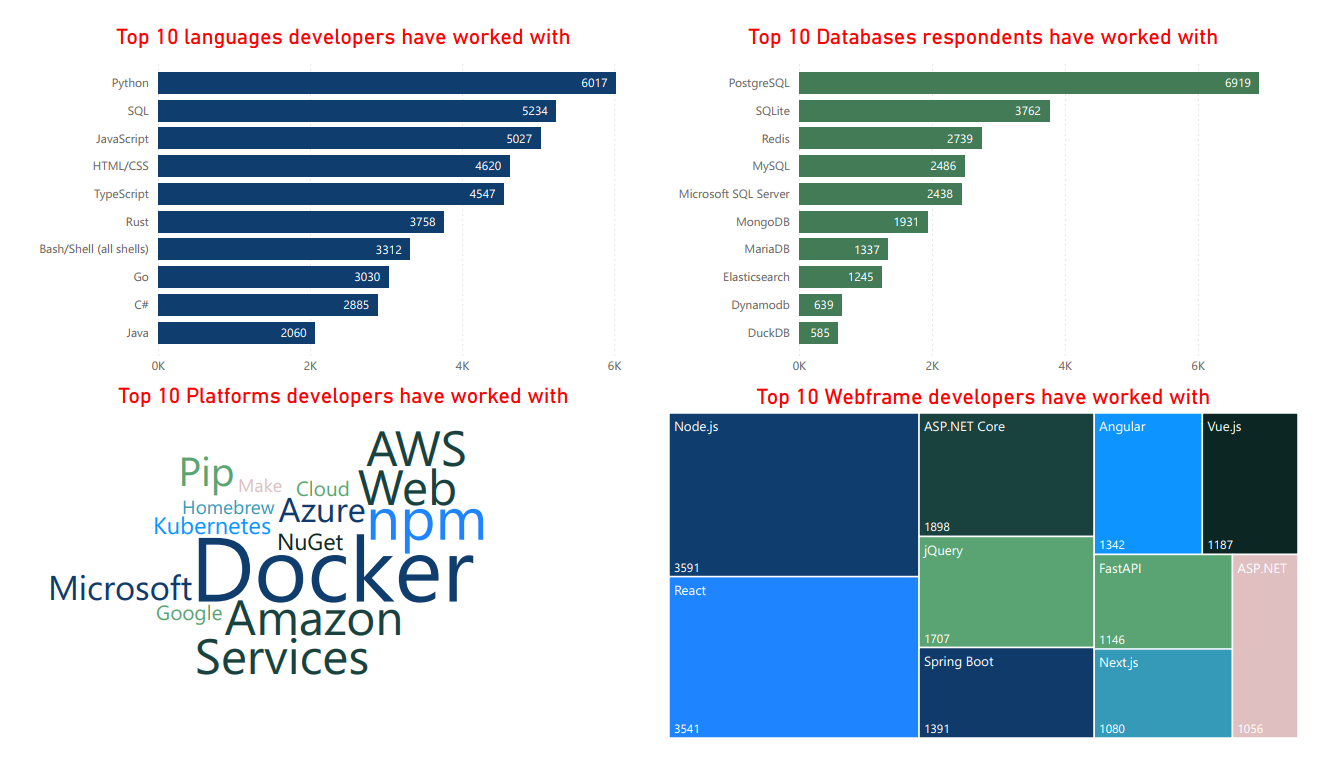 Top 10 languages developers have worked with
Python 6017
SQL 5234
JavaScript 5027
HTML/CSS 4620
TypeScript 4547
Rust 3758
Bash/Shell (all shells) 3312
Go 3030
C# 2885
Java 2060
0K 2K 4K 6K
Top 10 Databases respondents have worked with
PostgreSQL 6919
SQLite 3762
Redis 2739
MySQL 2486
Microsoft SQL Server 2438
MongoDB 1931
MariaDB 1337
Elasticsearch 1245
Dynamodb 639
DuckDB 585
0K 2K 4K 6K
Top 10 Platforms developers have worked with
AWS
Pip
Make
Cloud
Web
Homebrew
Azure
npm
Kubernetes
NuGet
Docker
Microsoft
Google
Amazon
Services
Top 10 Webframe developers have worked with
Node.js
3591
React
3541
ASP.NET Core
1898
jQuery
1707
Spring Boot
1391
Angular
1342
Vue.js
1187
FastAPI
1146
Next.js
1080
ASP.NET
1056